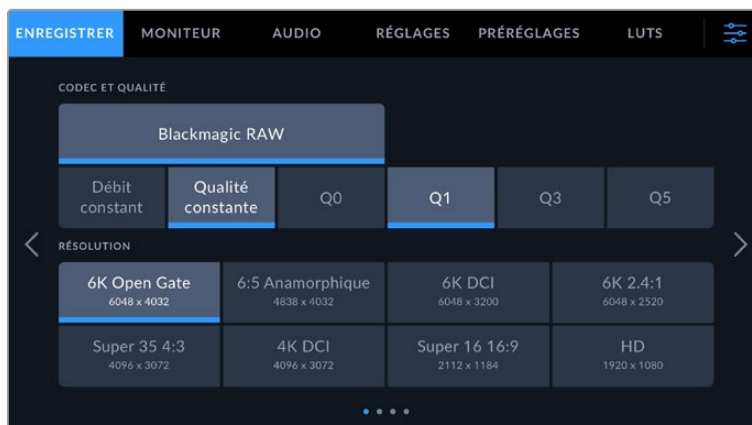 ENREGISTRER MONITEUR AUDIO RÉGLAGES PRÉRÉGLAGES LUTS
CODEC ET QUALITÉ
Blackmagic RAW
Débit constant Qualité constante Q0 Q1 Q3 Q5
RÉSOLUTION
6K Open Gate 6:5 Anamorphique 6K DCI 6K 2.4:1
6048 x 4032 4838 x 4032 6048 x 3200 6048 x 2520
Super 35 4:3 4K DCI Super 16 16:9 HD
4096 x 3072 4096 x 3072 2112 x 1184 1920 x 1080